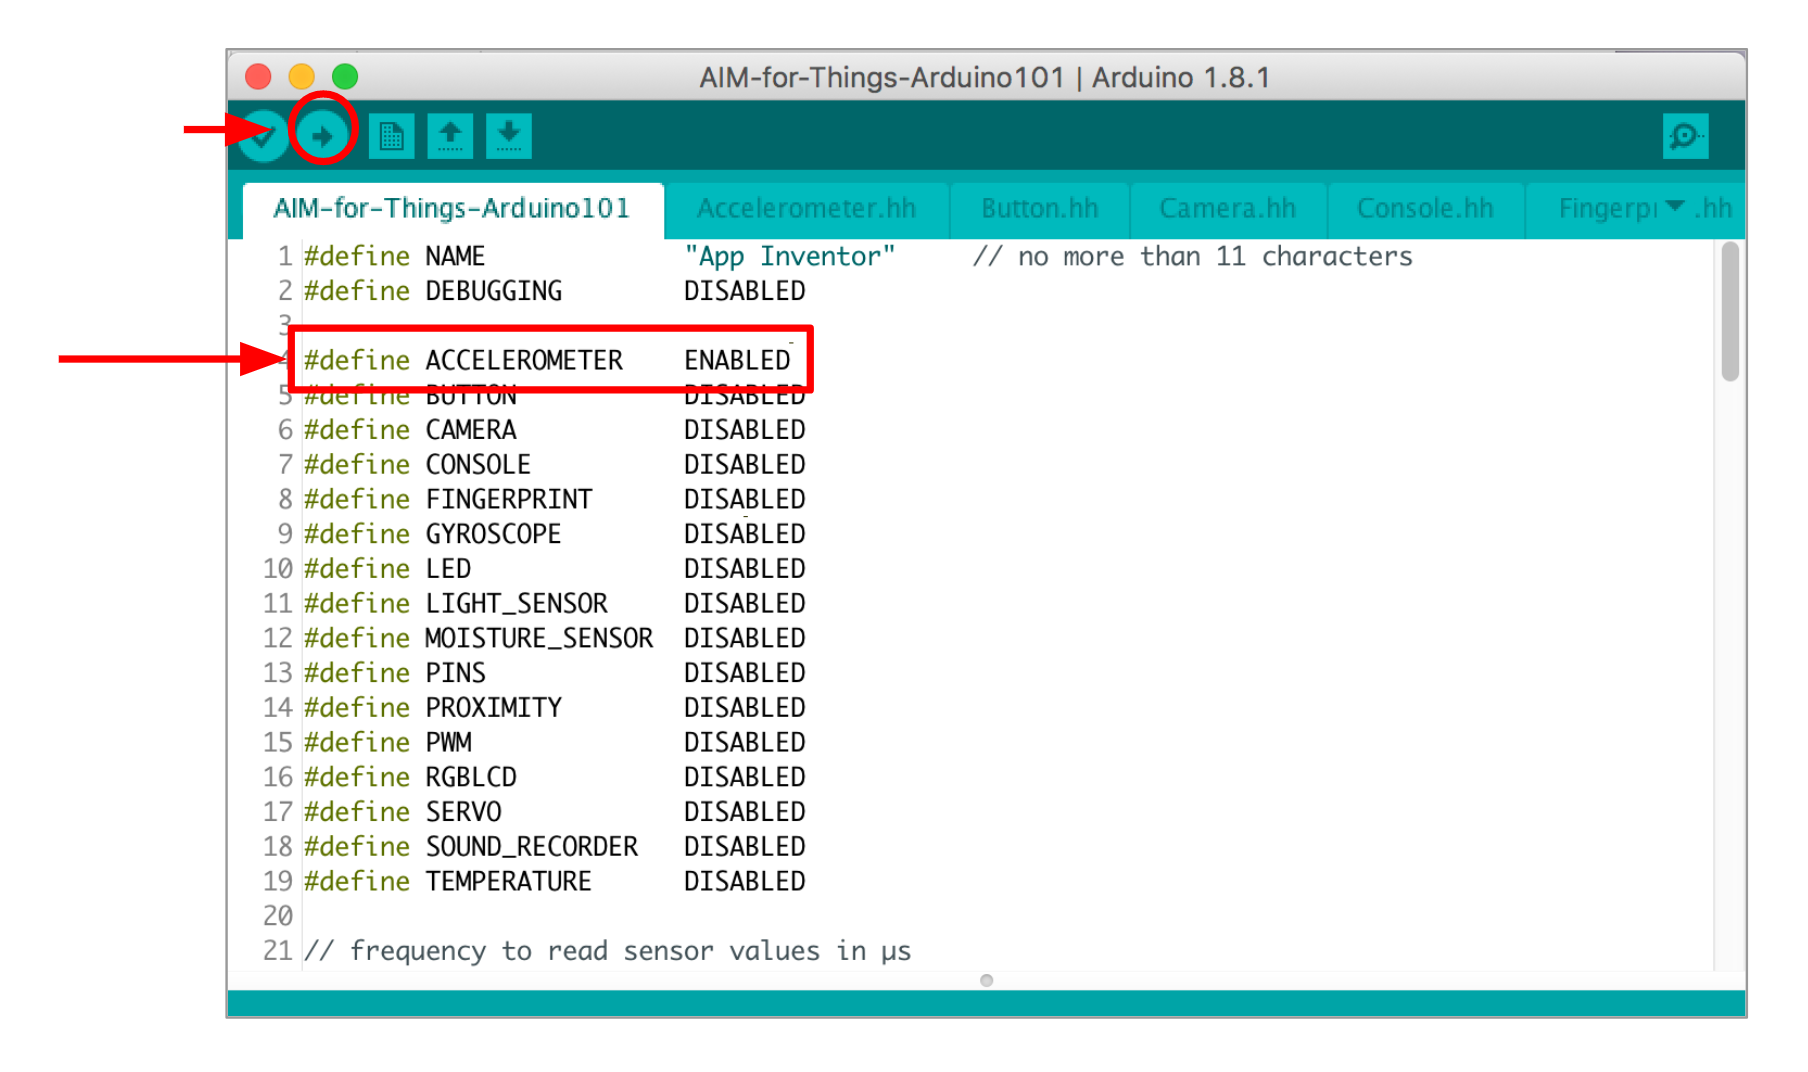 AIM-for-Things-Arduino101 | Arduino 1.8.1
AIM-for-Things-Arduino101 Accelerometer.hh Button.hh Camera.hh Console.hh .hh
1 #define NAME "App Inventor" // no more than 11 characters
2 #define DEBUGGING DISABLED
3
4 #define ACCELEROMETER ENABLED
5 #define BUTTON DISABLED
6 #define CAMERA DISABLED
7 #define CONSOLE DISABLED
8 #define FINGERPRINT DISABLED
9 #define GYROSCOPE DISABLED
10 #define LED DISABLED
11 #define LIGHT_SENSOR DISABLED
12 #define MOISTURE_SENSOR DISABLED
13 #define PINS DISABLED
14 #define PROXIMITY DISABLED
15 #define PWM DISABLED
16 #define RGBLCD DISABLED
17 #define SERVO DISABLED
18 #define SOUND_RECORDER DISABLED
19 #define TEMPERATURE DISABLED
20
21 // frequency to read sensor values in µs